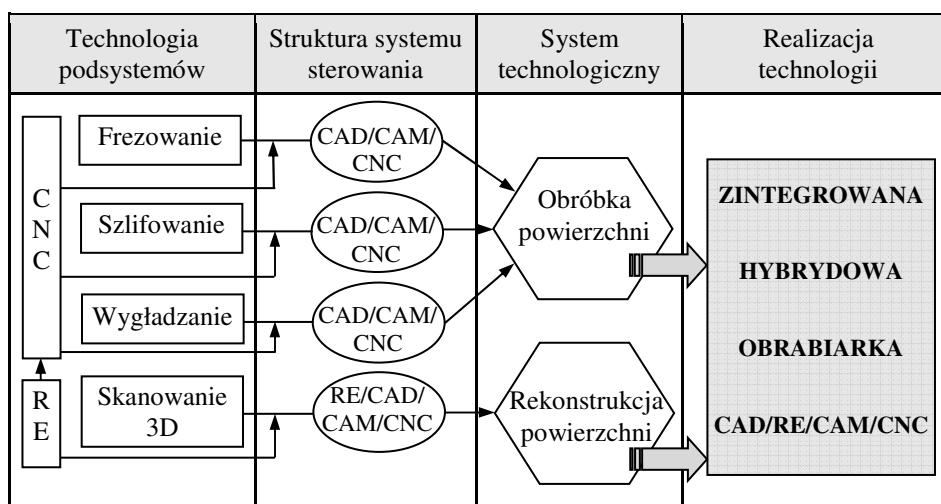 Technologia
podsystemów
Struktura systemu
sterowania
System
technologiczny
Realizacja
technologii
C
N
C
R
E
Frezowanie
Szlifowanie
Wygładzanie
Skanowanie
3D
CAD/CAM/
CNC
CAD/CAM/
CNC
CAD/CAM/
CNC
RE/CAD/
CAM/CNC
Obróbka
powierzchni
Rekonstrukcja
powierzchni
ZINTEGROWANA
HYBRYDOWA
OBRABIARKA
CAD/RE/CAM/CNC